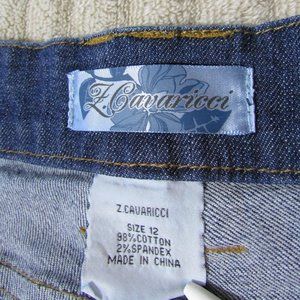 Z.Cavaricci
Z.CAVARICCI
SIZE 12
98%COTTON
2%SPANDEX
MADE IN CHINA